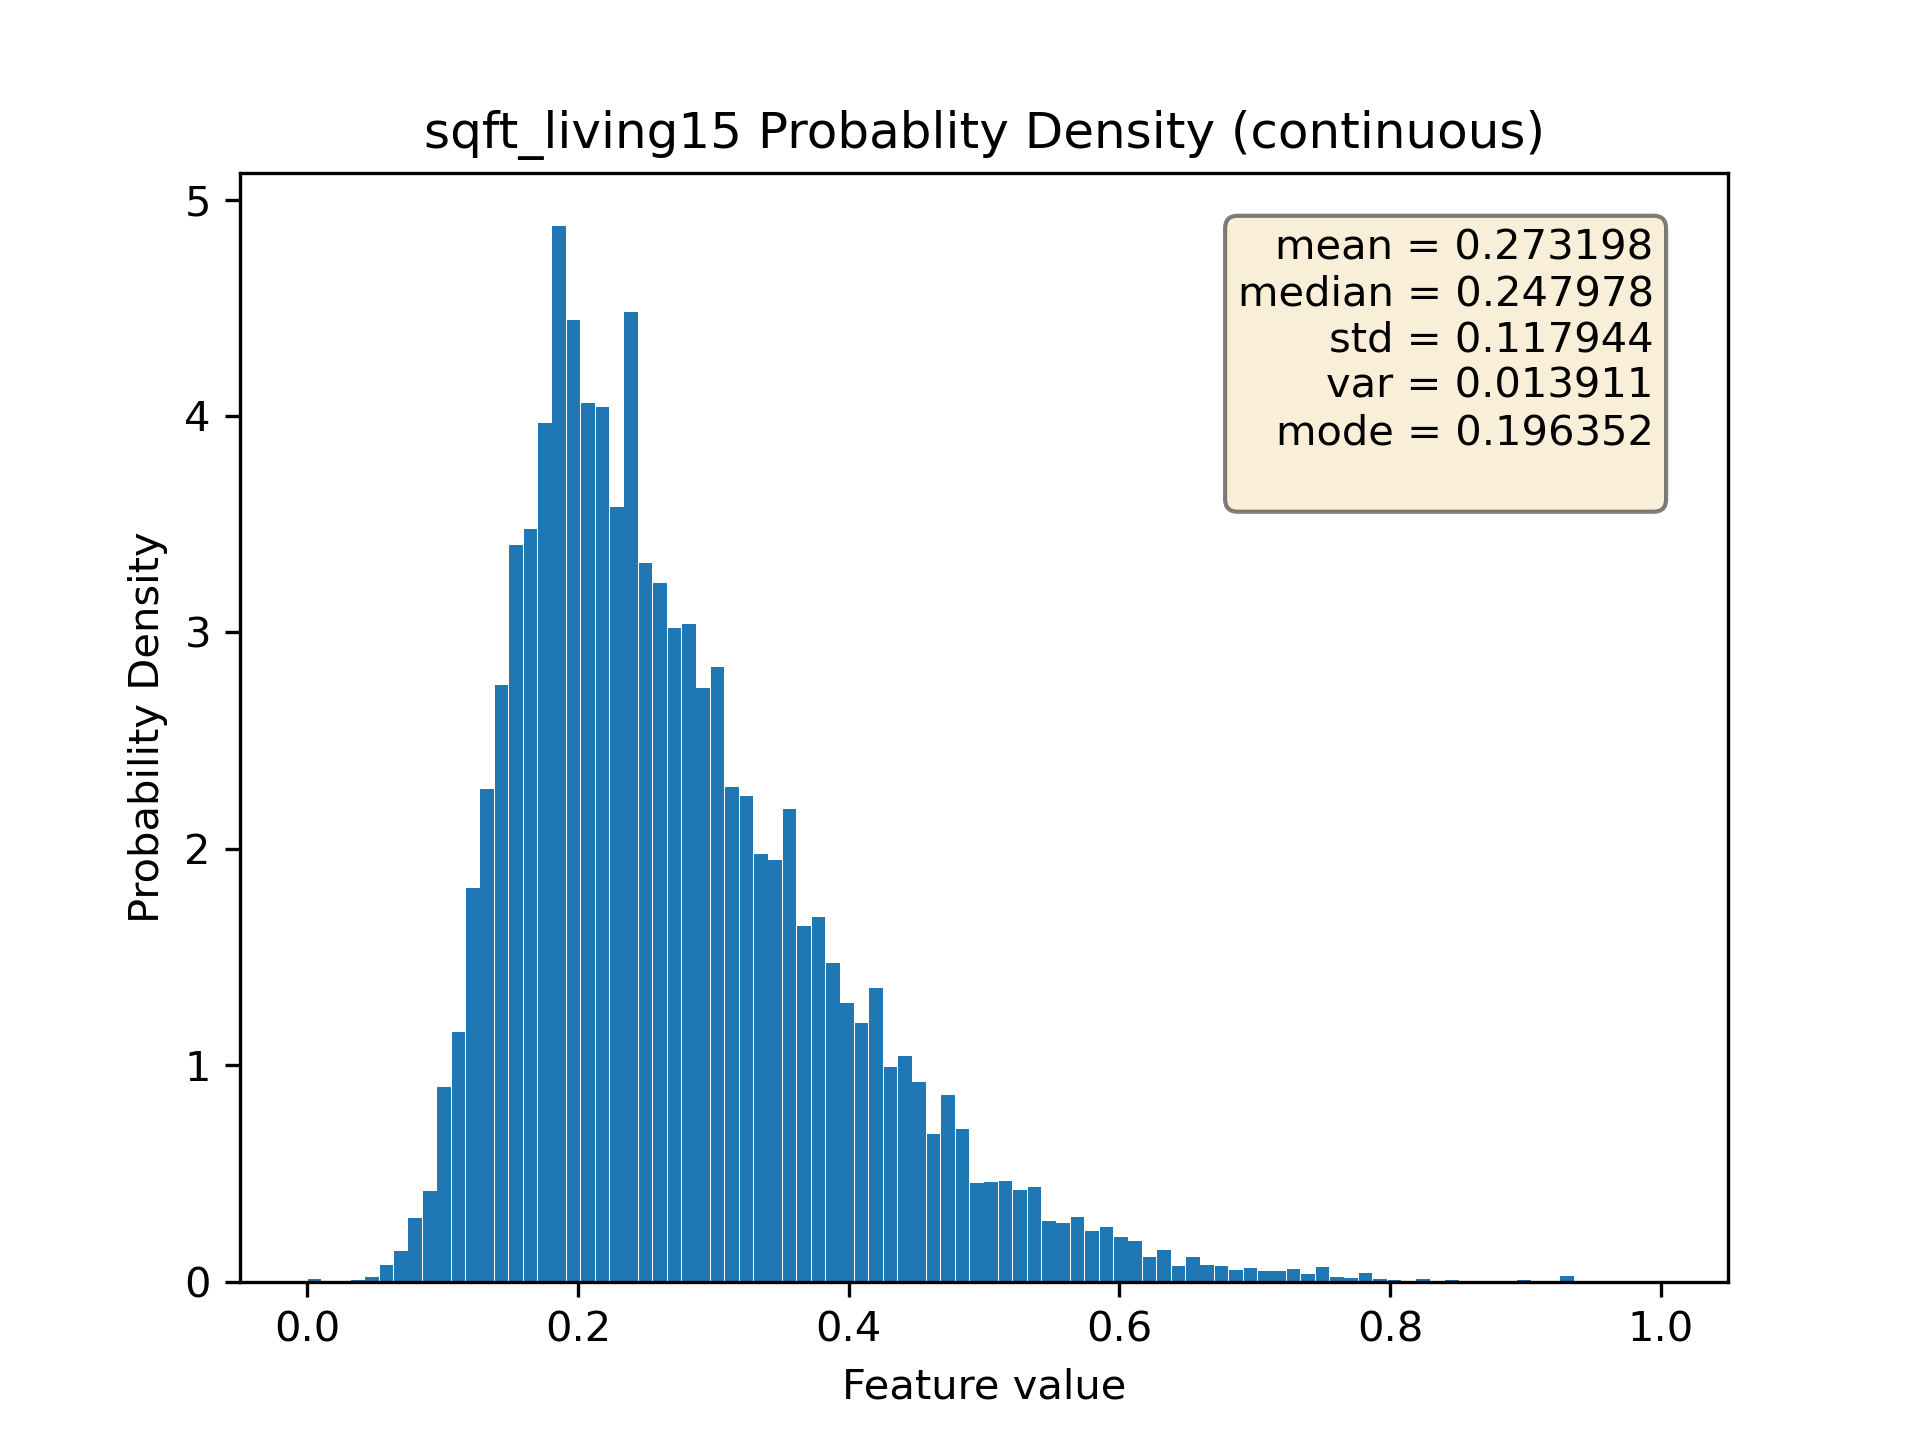 sqft_living15 Probablity Density (continuous)
mean = 0.273198
median = 0.247978
std = 0.117944
var = 0.013911
mode = 0.196352
Probability Density
5
4
3
2
1
0
0.0 0.2 0.4 0.6 0.8 1.0
Feature value